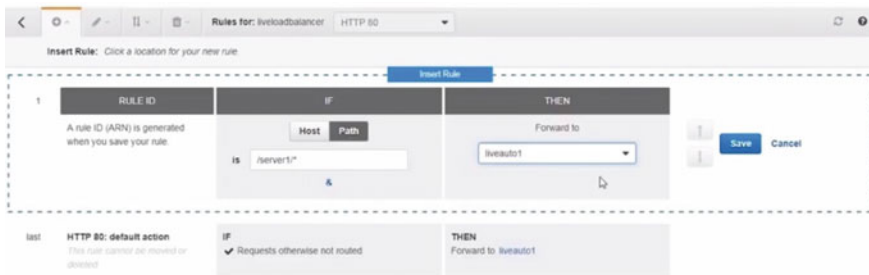 Rules for: liveloadbalancer HTTP 80
Insert Rule: Click a location for your new rule.
Insert Rule
1 RULE ID IF THEN
A rule ID (ARN) is generated
when you save your rule.
Host Path
Forward to
is /server1/*
liveauto1
&
Save Cancel
last HTTP 80: default action IF THEN
This rule cannot be moved or
deleted
Requests otherwise not routed
Forward to liveauto1